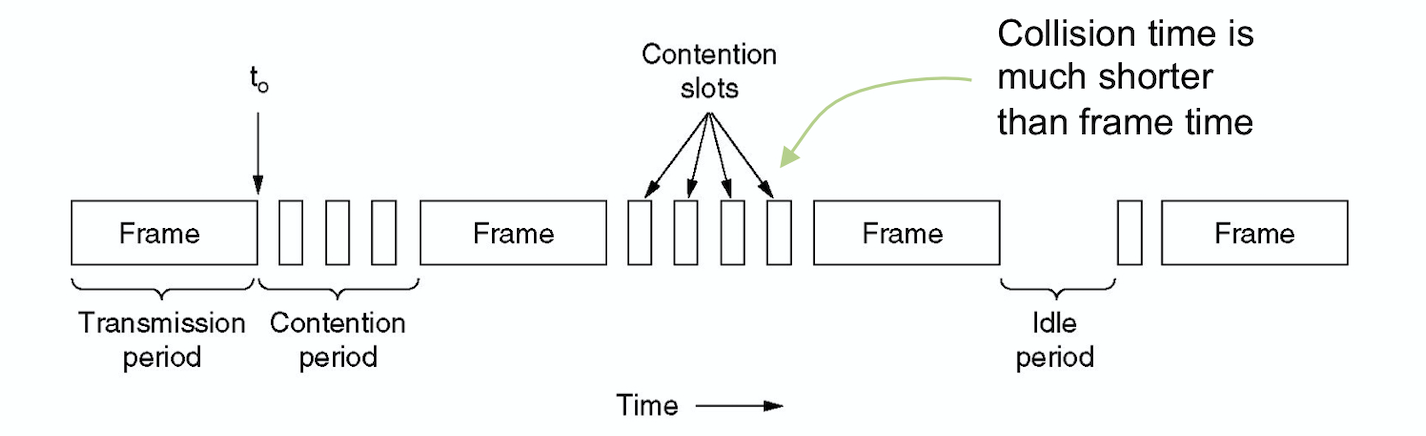 Collision time is
much shorter
than frame time
Contention
slots
t₀
Frame
Frame
Frame
Frame
Transmission
period
Contention
period
Idle
period
Time